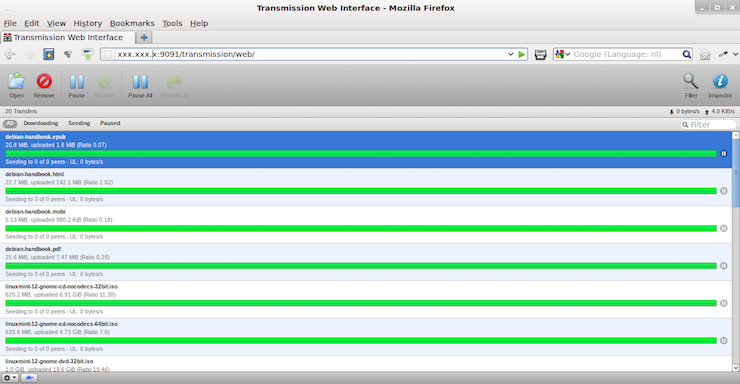 Transmission Web Interface - Mozilla Firefox
File Edit View History Bookmarks Tools Help
Transmission Web Interface
xxx.xxx.x:9091/transmission/web/
Google (Language: nl)
Open Remove Pause Resume Pause All Resume All Filter Inspector
20 Transfers 0 bytes/s 4.0 KiB/s
All Downloading Seeding Paused Filter
debian-handbook.epub
20.8 MiB, uploaded 1.6 MiB (Ratio 0.07)
Seeding to 0 of 0 peers - UL: 0 bytes/s
debian-handbook.html
22.7 MiB, uploaded 142.1 MiB (Ratio 2.82)
Seeding to 0 of 0 peers - UL: 0 bytes/s
debian-handbook.mobi
5.13 MiB, uploaded 980.2 KiB (Ratio 0.18)
Seeding to 0 of 0 peers - UL: 0 bytes/s
debian-handbook.pdf
25.6 MiB, uploaded 7.47 MiB (Ratio 0.28)
Seeding to 0 of 0 peers - UL: 0 bytes/s
linuxmint-12-gnome-cd-nocodecs-32bit.iso
620.2 MiB, uploaded 6.91 GiB (Ratio 11.38)
Seeding to 0 of 0 peers - UL: 0 bytes/s
linuxmint-12-gnome-cd-nocodecs-64bit.iso
633.9 MiB, uploaded 4.73 GiB (Ratio 7.6)
Seeding to 0 of 0 peers - UL: 0 bytes/s
linuxmint-12-gnome-dvd-32bit.iso
1.0 GiB, uploaded 19.6 GiB (Ratio 19.46)